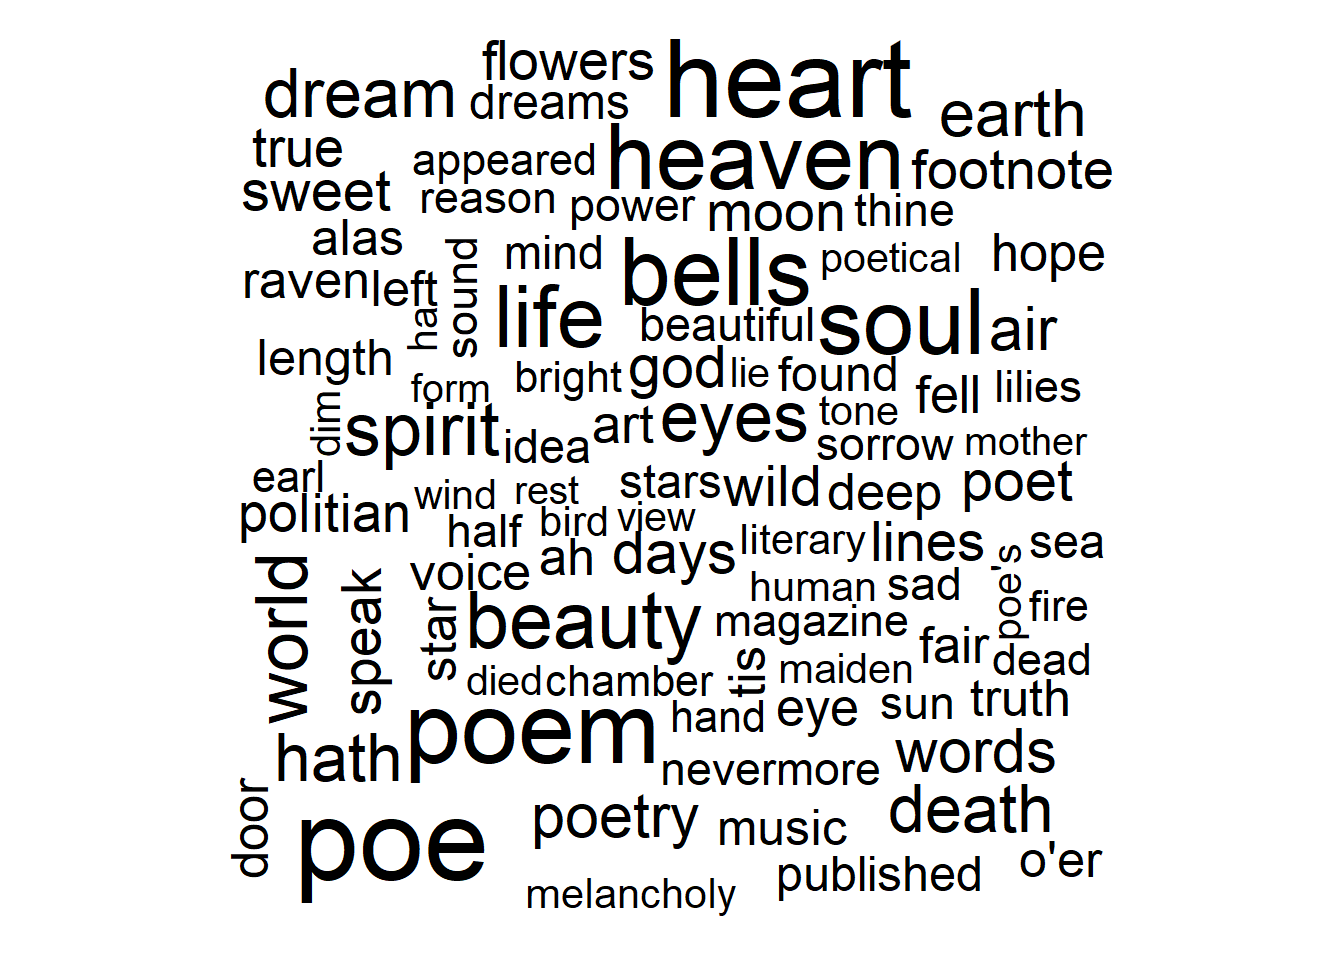 flowers heart
dream dreams earth
true appeared heaven footnote
sweet reason power moon thine
alas sound mind bells poetical hope
raven left ha life beautiful soul air
length form bright god lie found fell lilies
dim spirit idea art eyes tone sorrow mother
earl wind rest stars wild deep poet
politian half bird view literary lines sea
world speak voice ah days human sad poe's fire
star beauty magazine fair dead
died chamber tis maiden
hath poem hand eye sun truth
nevermore words
door poe poetry music death
melancholy published o'er